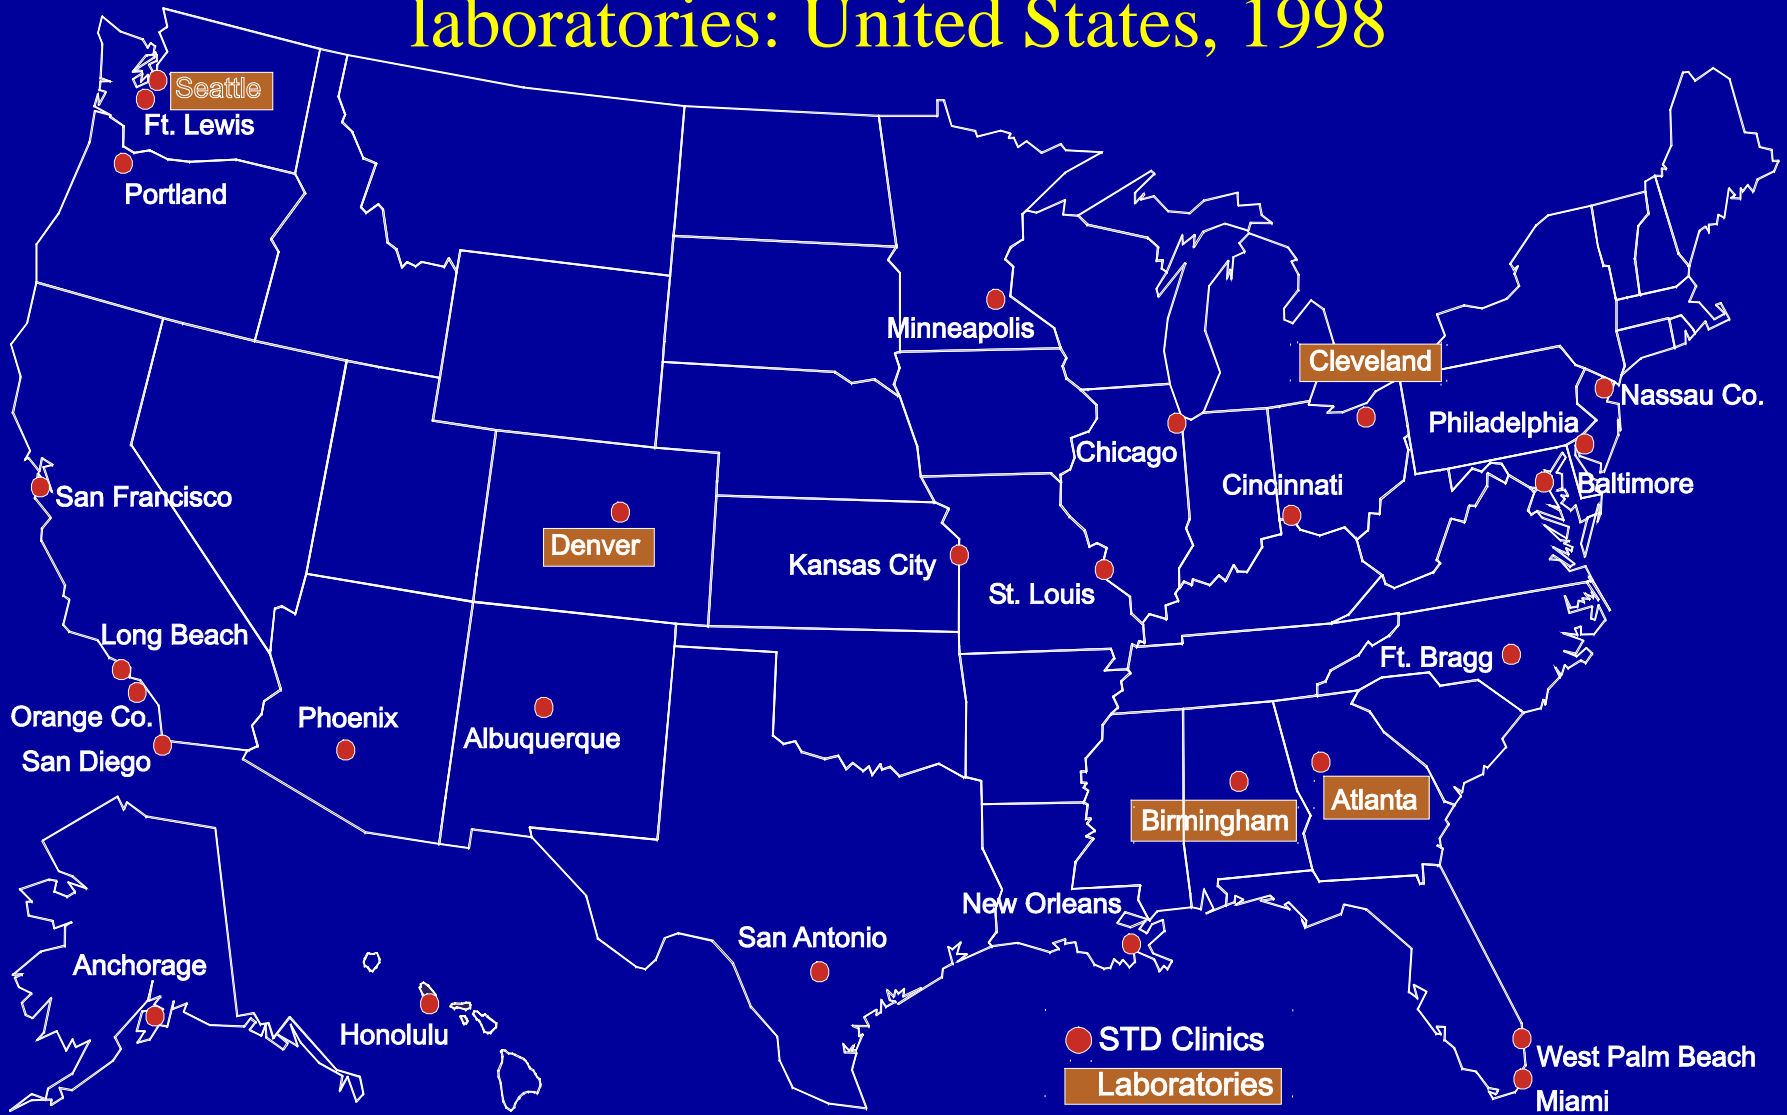 laboratories: United States, 1998
Seattle
Ft. Lewis
Portland
Minneapolis
Cleveland
Nassau Co.
Philadelphia
Chicago
Cincinnati
Baltimore
San Francisco
Denver
Kansas City
St. Louis
Long Beach
Ft. Bragg
Orange Co.
Phoenix
Albuquerque
San Diego
Atlanta
Birmingham
New Orleans
San Antonio
Anchorage
Honolulu
STD Clinics
West Palm Beach
Laboratories
Miami